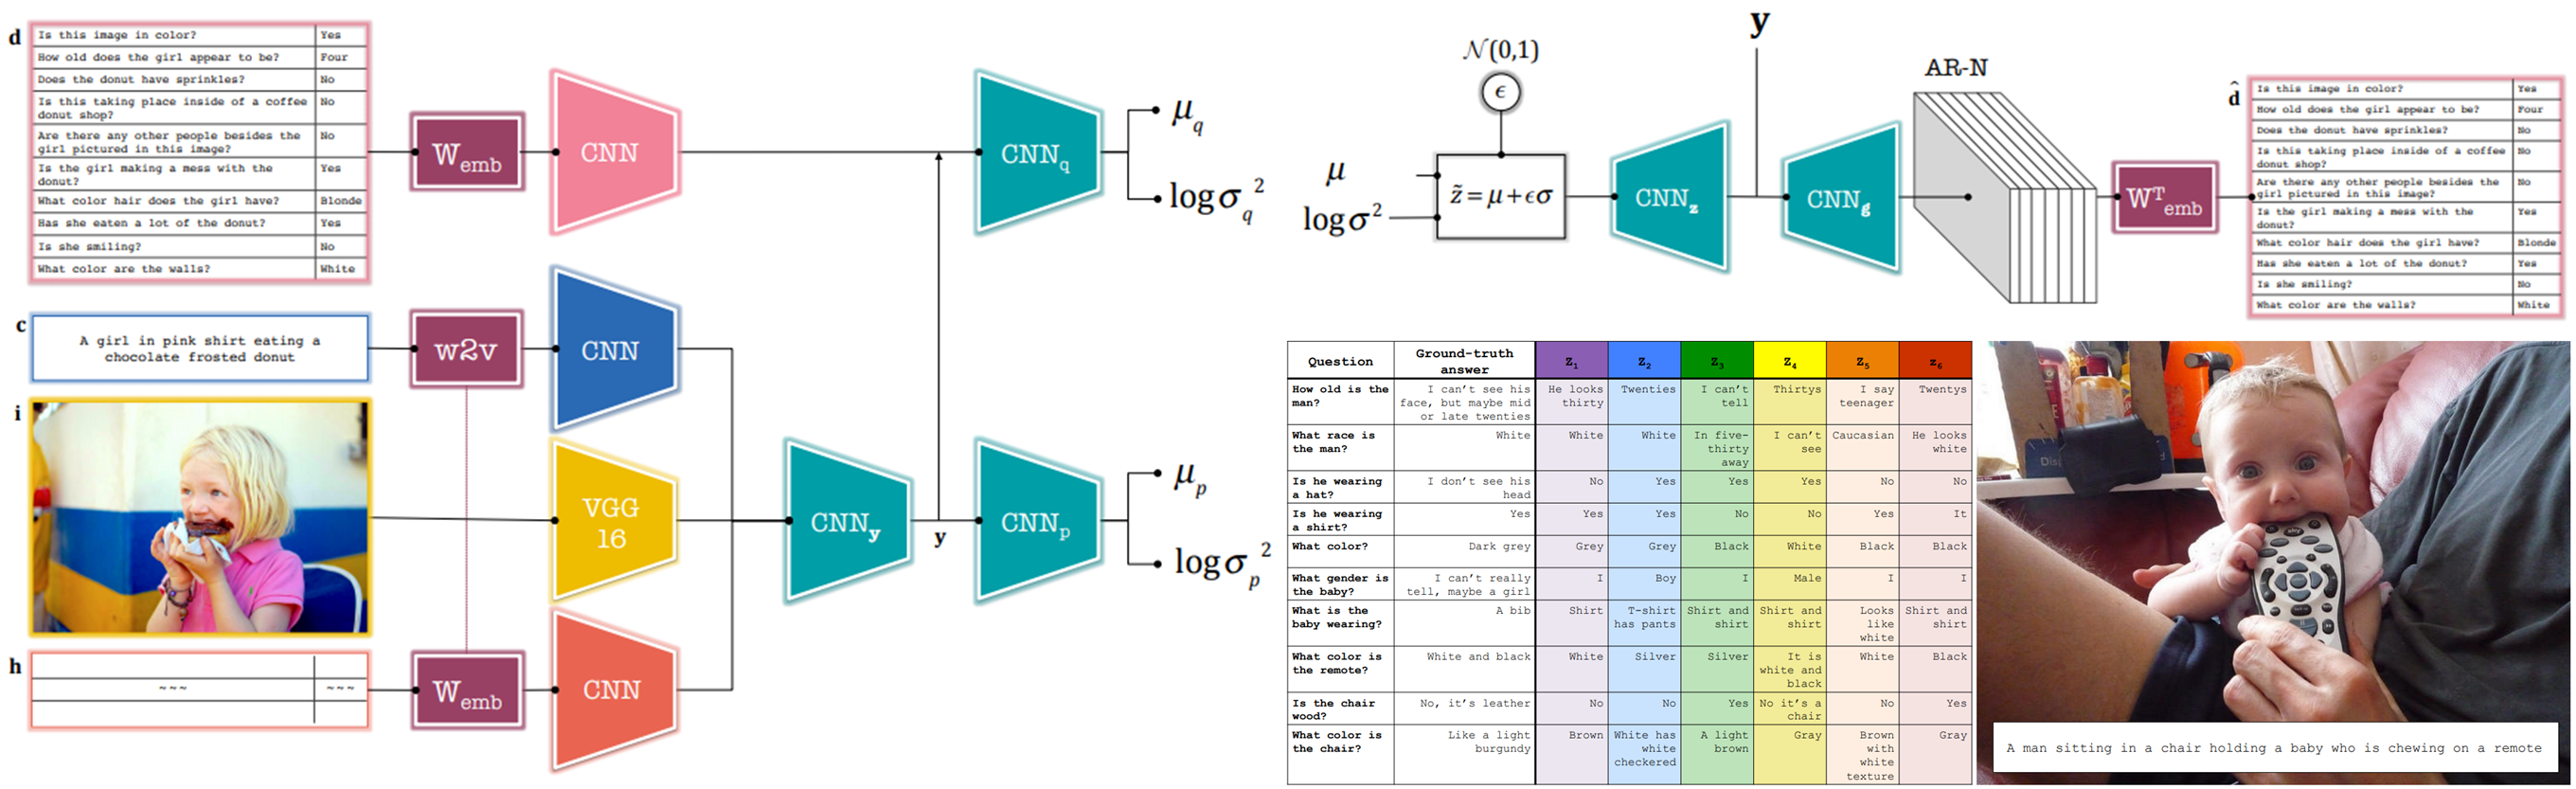 d
Is this image in color? Yes
How old does the girl appear to be? Four
Does the donut have sprinkles? No
Is this taking place inside of a coffee No
donut shop?
Are there any other people besides the No
girl pictured in this image?
Is the girl making a mess with the Yes
donut?
What color hair does the girl have? Blonde
Has she eaten a lot of the donut? Yes
Is she smiling? No
What color are the walls? White
W_emb
CNN
CNN_q
μ_q
log σ_q^2
c
A girl in pink shirt eating a
chocolate frosted donut
w2v
CNN
i
VGG
16
CNN_y
y
CNN_p
μ_p
log σ_p^2
h
~~~ ~~~
W_emb
CNN
y
N(0,1)
ϵ
μ
log σ^2
z̃ = μ + ϵσ
CNN_z
CNN_g
AR-N
W^T_emb
d̂
Is this image in color? Yes
How old does the girl appear to be? Four
Does the donut have sprinkles? No
Is this taking place inside of a coffee No
donut shop?
Are there any other people besides the No
girl pictured in this image?
Is the girl making a mess with the Yes
donut?
What color hair does the girl have? Blonde
Has she eaten a lot of the donut? Yes
Is she smiling? No
What color are the walls? White
Question Ground-truth answer z_1 z_2 z_3 z_4 z_5 z_6
How old is the man? I can't see his face, but maybe mid or late twenties He looks thirty Twenties I can't tell Thirtys I say teenager Twentys
What race is the man? White White White In five-thirty away I can't see Caucasian He looks white
Is he wearing a hat? I don't see his head No Yes Yes Yes No No
Is he wearing a shirt? Yes Yes Yes No No Yes It
What color? Dark grey Grey Grey Black White Black Black
What gender is the baby? I can't really tell, maybe a girl I Boy I Male I I
What is the baby wearing? A bib Shirt T-shirt has pants Shirt and shirt Shirt and shirt Looks like white Shirt and shirt
What color is the remote? White and black White Silver Silver It is white and black White Black
Is the chair wood? No, it's leather No No Yes No it's a chair No Yes
What color is the chair? Like a light burgundy Brown White has white checkered A light brown Gray Brown with white texture Gray
A man sitting in a chair holding a baby who is chewing on a remote